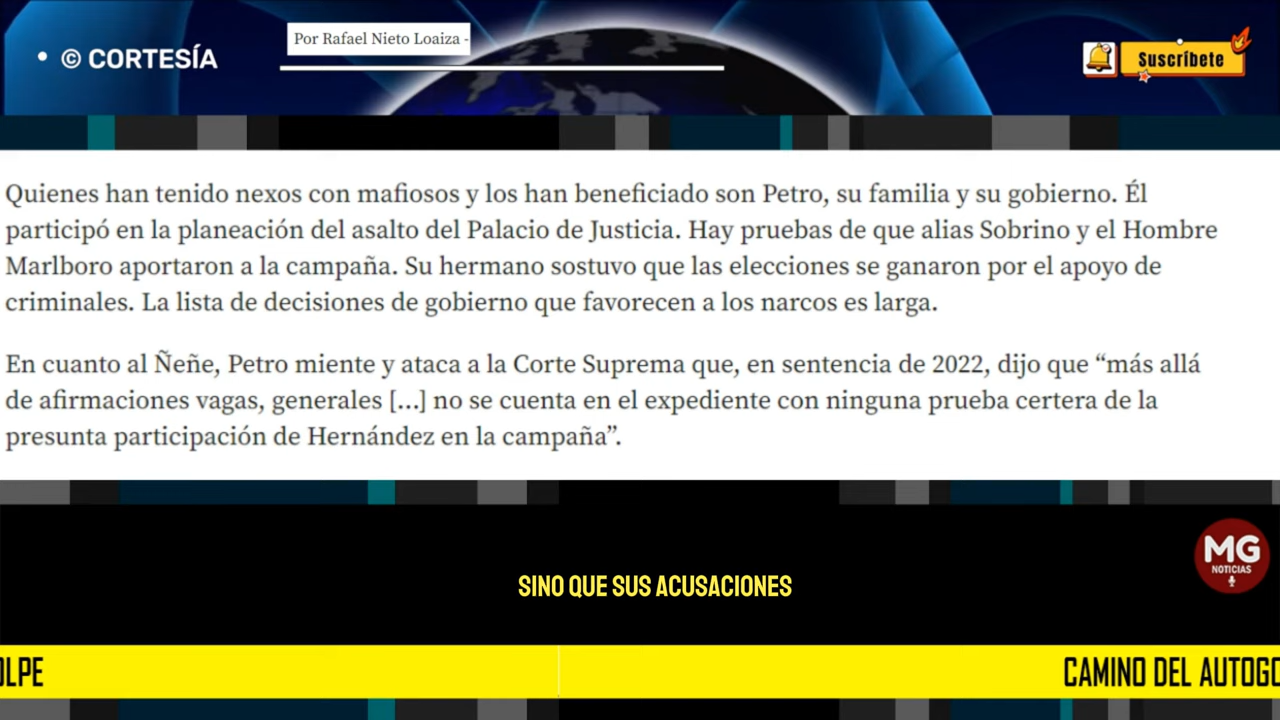 • © CORTESÍA
Por Rafael Nieto Loaiza -
Suscríbete
Quienes han tenido nexos con mafiosos y los han beneficiado son Petro, su familia y su gobierno. Él
participó en la planeación del asalto del Palacio de Justicia. Hay pruebas de que alias Sobrino y el Hombre
Marlboro aportaron a la campaña. Su hermano sostuvo que las elecciones se ganaron por el apoyo de
criminales. La lista de decisiones de gobierno que favorecen a los narcos es larga.
En cuanto al Ñeñe, Petro miente y ataca a la Corte Suprema que, en sentencia de 2022, dijo que “más allá
de afirmaciones vagas, generales [...] no se cuenta en el expediente con ninguna prueba certera de la
presunta participación de Hernández en la campaña”.
MG
NOTICIAS
SINO QUE SUS ACUSACIONES
OLPE
CAMINO DEL AUTOGO